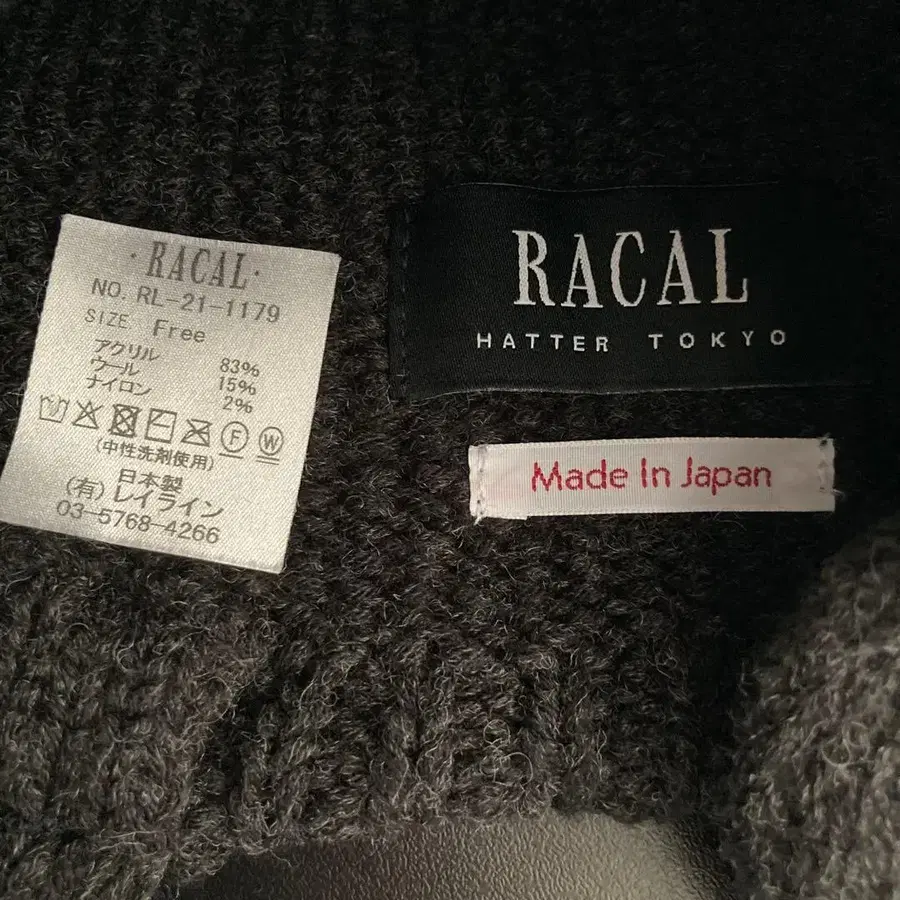 · RACAL ·
NO. RL-21-1179
SIZE. Free
アクリル 83%
ウール 15%
ナイロン 2%
F W
(中性洗剤使用)
日本製
(有)レイライン
03-5768-4266
RACAL
HATTER TOKYO
Made In Japan